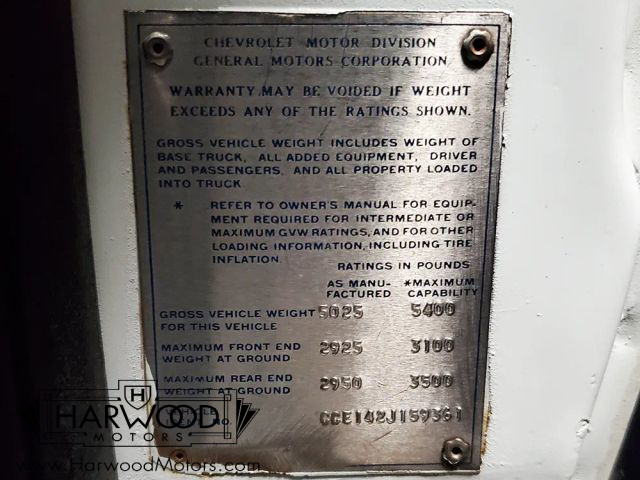 CHEVROLET MOTOR DIVISION
GENERAL MOTORS CORPORATION
WARRANTY MAY BE VOIDED IF WEIGHT
EXCEEDS ANY OF THE RATINGS SHOWN.
GROSS VEHICLE WEIGHT INCLUDES WEIGHT OF
BASE TRUCK, ALL ADDED EQUIPMENT, DRIVER
AND PASSENGERS, AND ALL PROPERTY LOADED
INTO TRUCK
* REFER TO OWNER'S MANUAL FOR EQUIP-
MENT REQUIRED FOR INTERMEDIATE OR
MAXIMUM GVW RATINGS, AND FOR OTHER
LOADING INFORMATION, INCLUDING TIRE
INFLATION.
RATINGS IN POUNDS
AS MANU- *MAXIMUM
FACTURED CAPABILITY
GROSS VEHICLE WEIGHT 5025 5400
FOR THIS VEHICLE
MAXIMUM FRONT END 2925 3100
WEIGHT AT GROUND
MAXIMUM REAR END 2950 3500
WEIGHT AT GROUND
NO. CCE142J159361
H
HARWOOD
MOTORS
www.HarwoodMotors.com